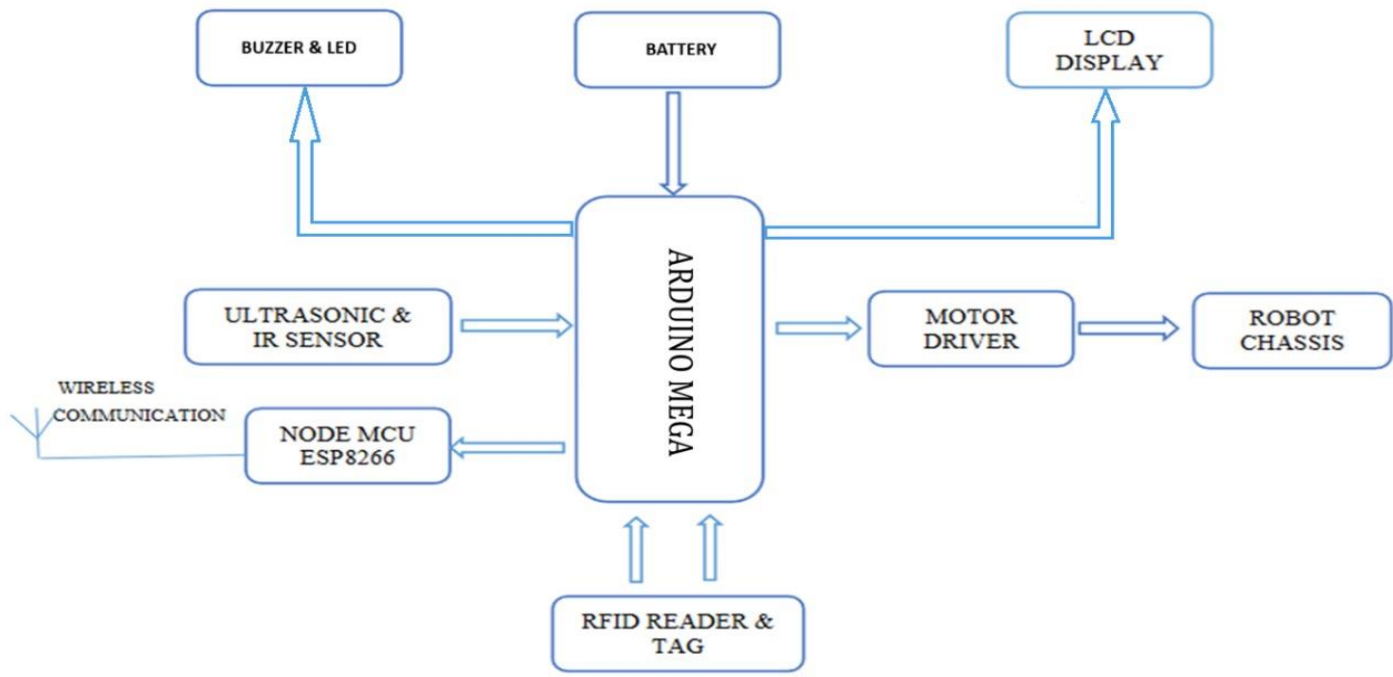 BUZZER & LED
BATTERY
LCD
DISPLAY
ARDUINO MEGA
ULTRASONIC &
IR SENSOR
MOTOR
DRIVER
ROBOT
CHASSIS
WIRELESS
COMMUNICATION
NODE MCU
ESP8266
RFID READER &
TAG